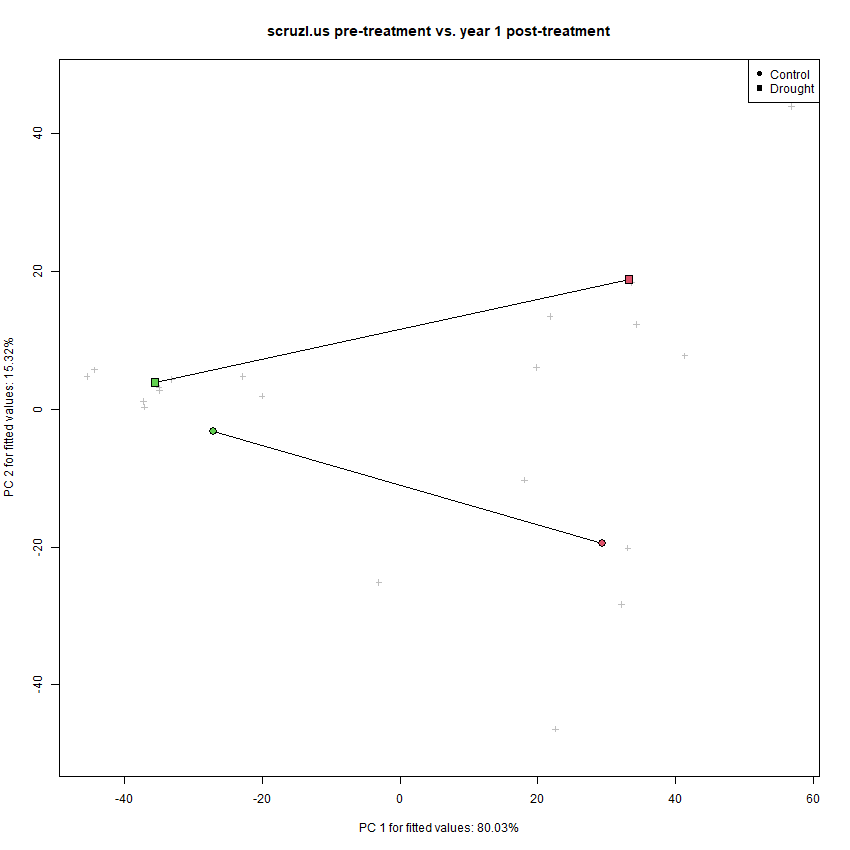 scruzl.us pre-treatment vs. year 1 post-treatment
Control
Drought
40
20
0
-20
-40
PC 2 for fitted values: 15.32%
-40
-20
0
20
40
60
PC 1 for fitted values: 80.03%